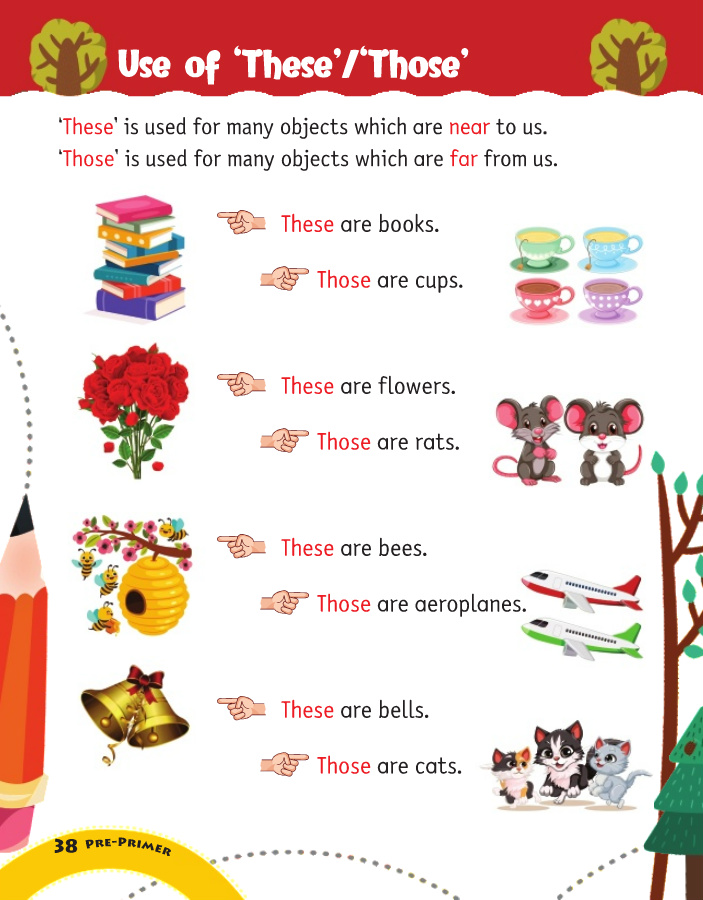 Use of ‘These’/‘Those’
‘These’ is used for many objects which are near to us.
‘Those’ is used for many objects which are far from us.
These are books.
Those are cups.
These are flowers.
Those are rats.
These are bees.
Those are aeroplanes.
These are bells.
Those are cats.
38 PRE-PRIMER